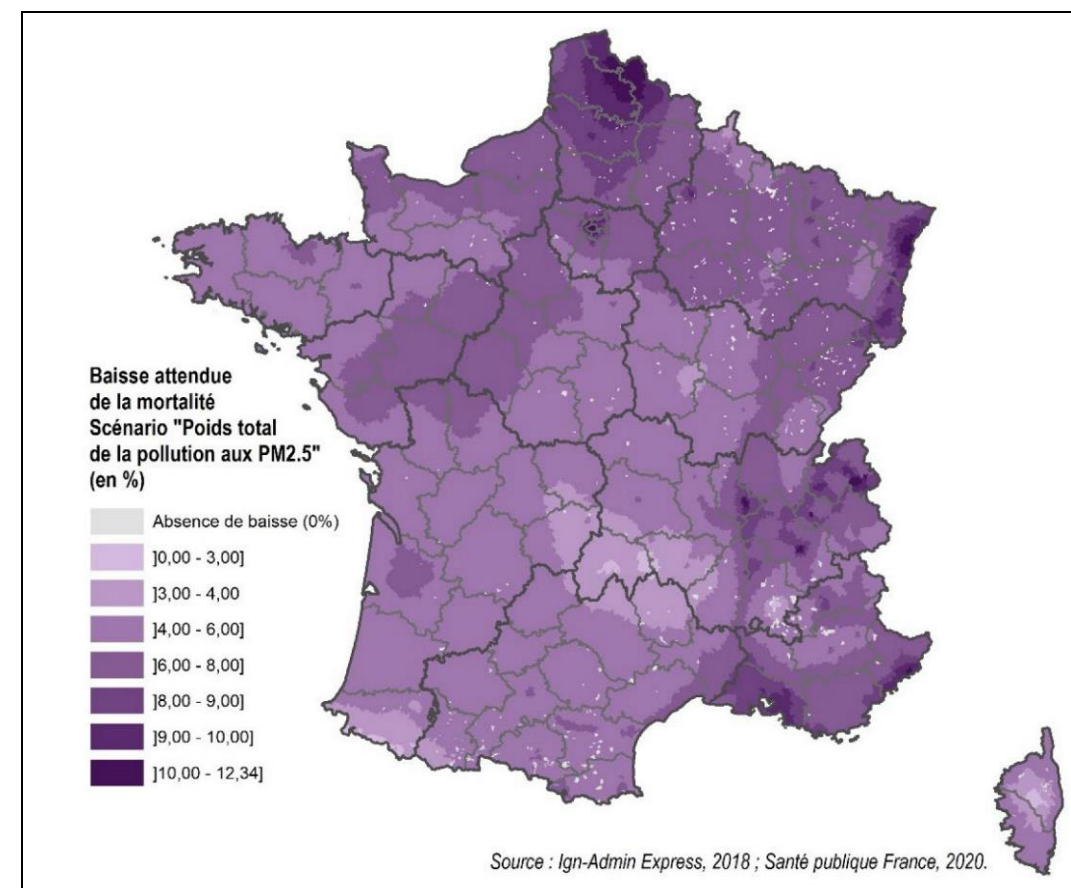 Baisse attendue
de la mortalité
Scénario "Poids total
de la pollution aux PM2.5"
(en %)
Absence de baisse (0%)
]0,00 - 3,00]
]3,00 - 4,00
]4,00 - 6,00]
]6,00 - 8,00]
]8,00 - 9,00]
]9,00 - 10,00]
]10,00 - 12,34]
Source : Ign-Admin Express, 2018 ; Santé publique France, 2020.